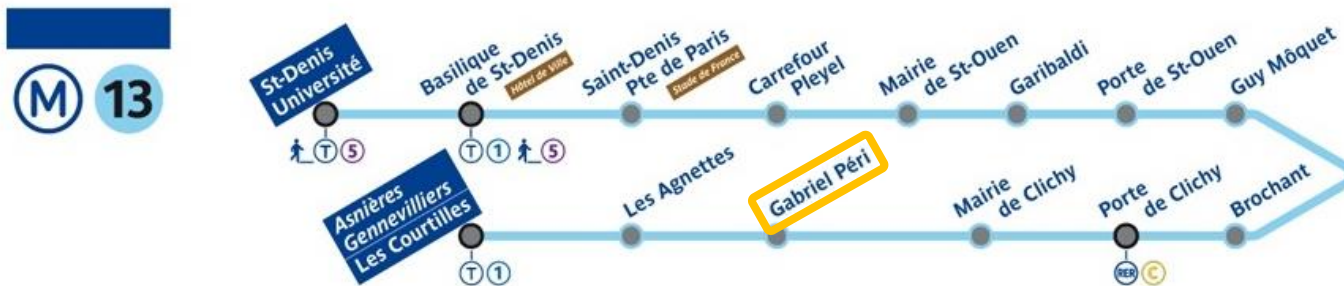 M 13
St-Denis
Université
Basilique
de St-Denis
Hôtel de Ville
Saint-Denis
Pte de Paris
Stade de France
Carrefour
Pleyel
Mairie
de St-Ouen
Garibaldi
Porte
de St-Ouen
Guy Môquet
T 5
T 1 5
Asnières
Gennevilliers
Les Courtilles
Les Agnettes
Gabriel Péri
Mairie
de Clichy
Porte
de Clichy
Brochant
T 1
RER C